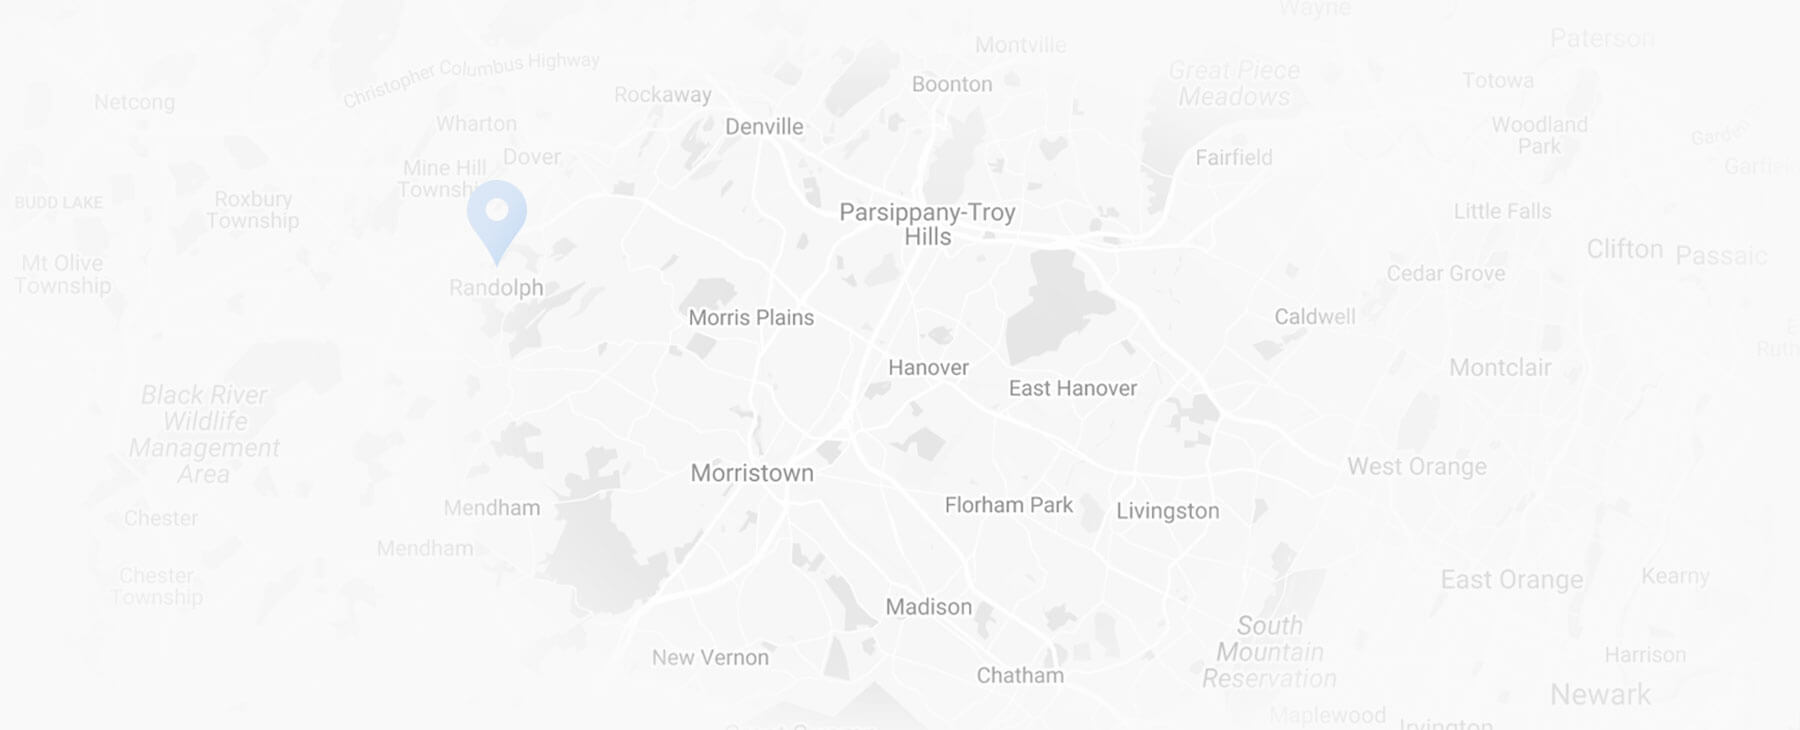 Wayne
Paterson
Montville
Christopher Columbus Highway
Great Piece
Meadows
Totowa
Boonton
Rockaway
Netcong
Wharton
Denville
Woodland
Park
Garden
Dover
Fairfield
Mine Hill
Township
Garfield
BUDD LAKE
Roxbury
Township
Parsippany-Troy
Hills
Little Falls
Clifton
Passaic
Mt Olive
Township
Cedar Grove
Randolph
Morris Plains
Caldwell
Montclair
Hanover
East Hanover
Black River
Wildlife
Management
Area
West Orange
Morristown
Mendham
Florham Park
Livingston
Chester
Mendham
Chester
Township
East Orange
Kearny
Madison
South
Mountain
Reservation
New Vernon
Harrison
Chatham
Newark
Maplewood
Irvington